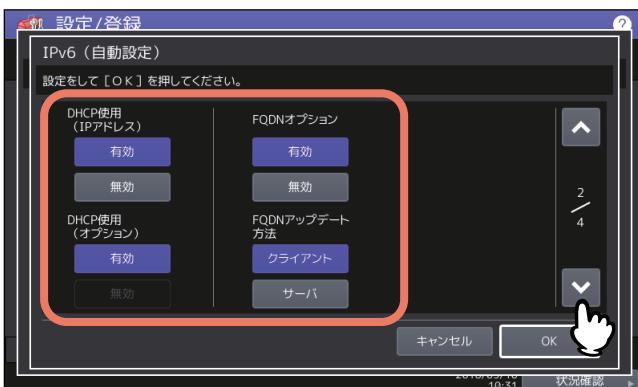 設定/登録
?
IPv6（自動設定）
設定をして［ＯＫ］を押してください。
DHCP使用
（IPアドレス）
有効
無効
DHCP使用
（オプション）
有効
無効
FQDNオプション
有効
無効
FQDNアップデート
方法
クライアント
サーバ
2
4
キャンセル
OK
10:31
状況確認